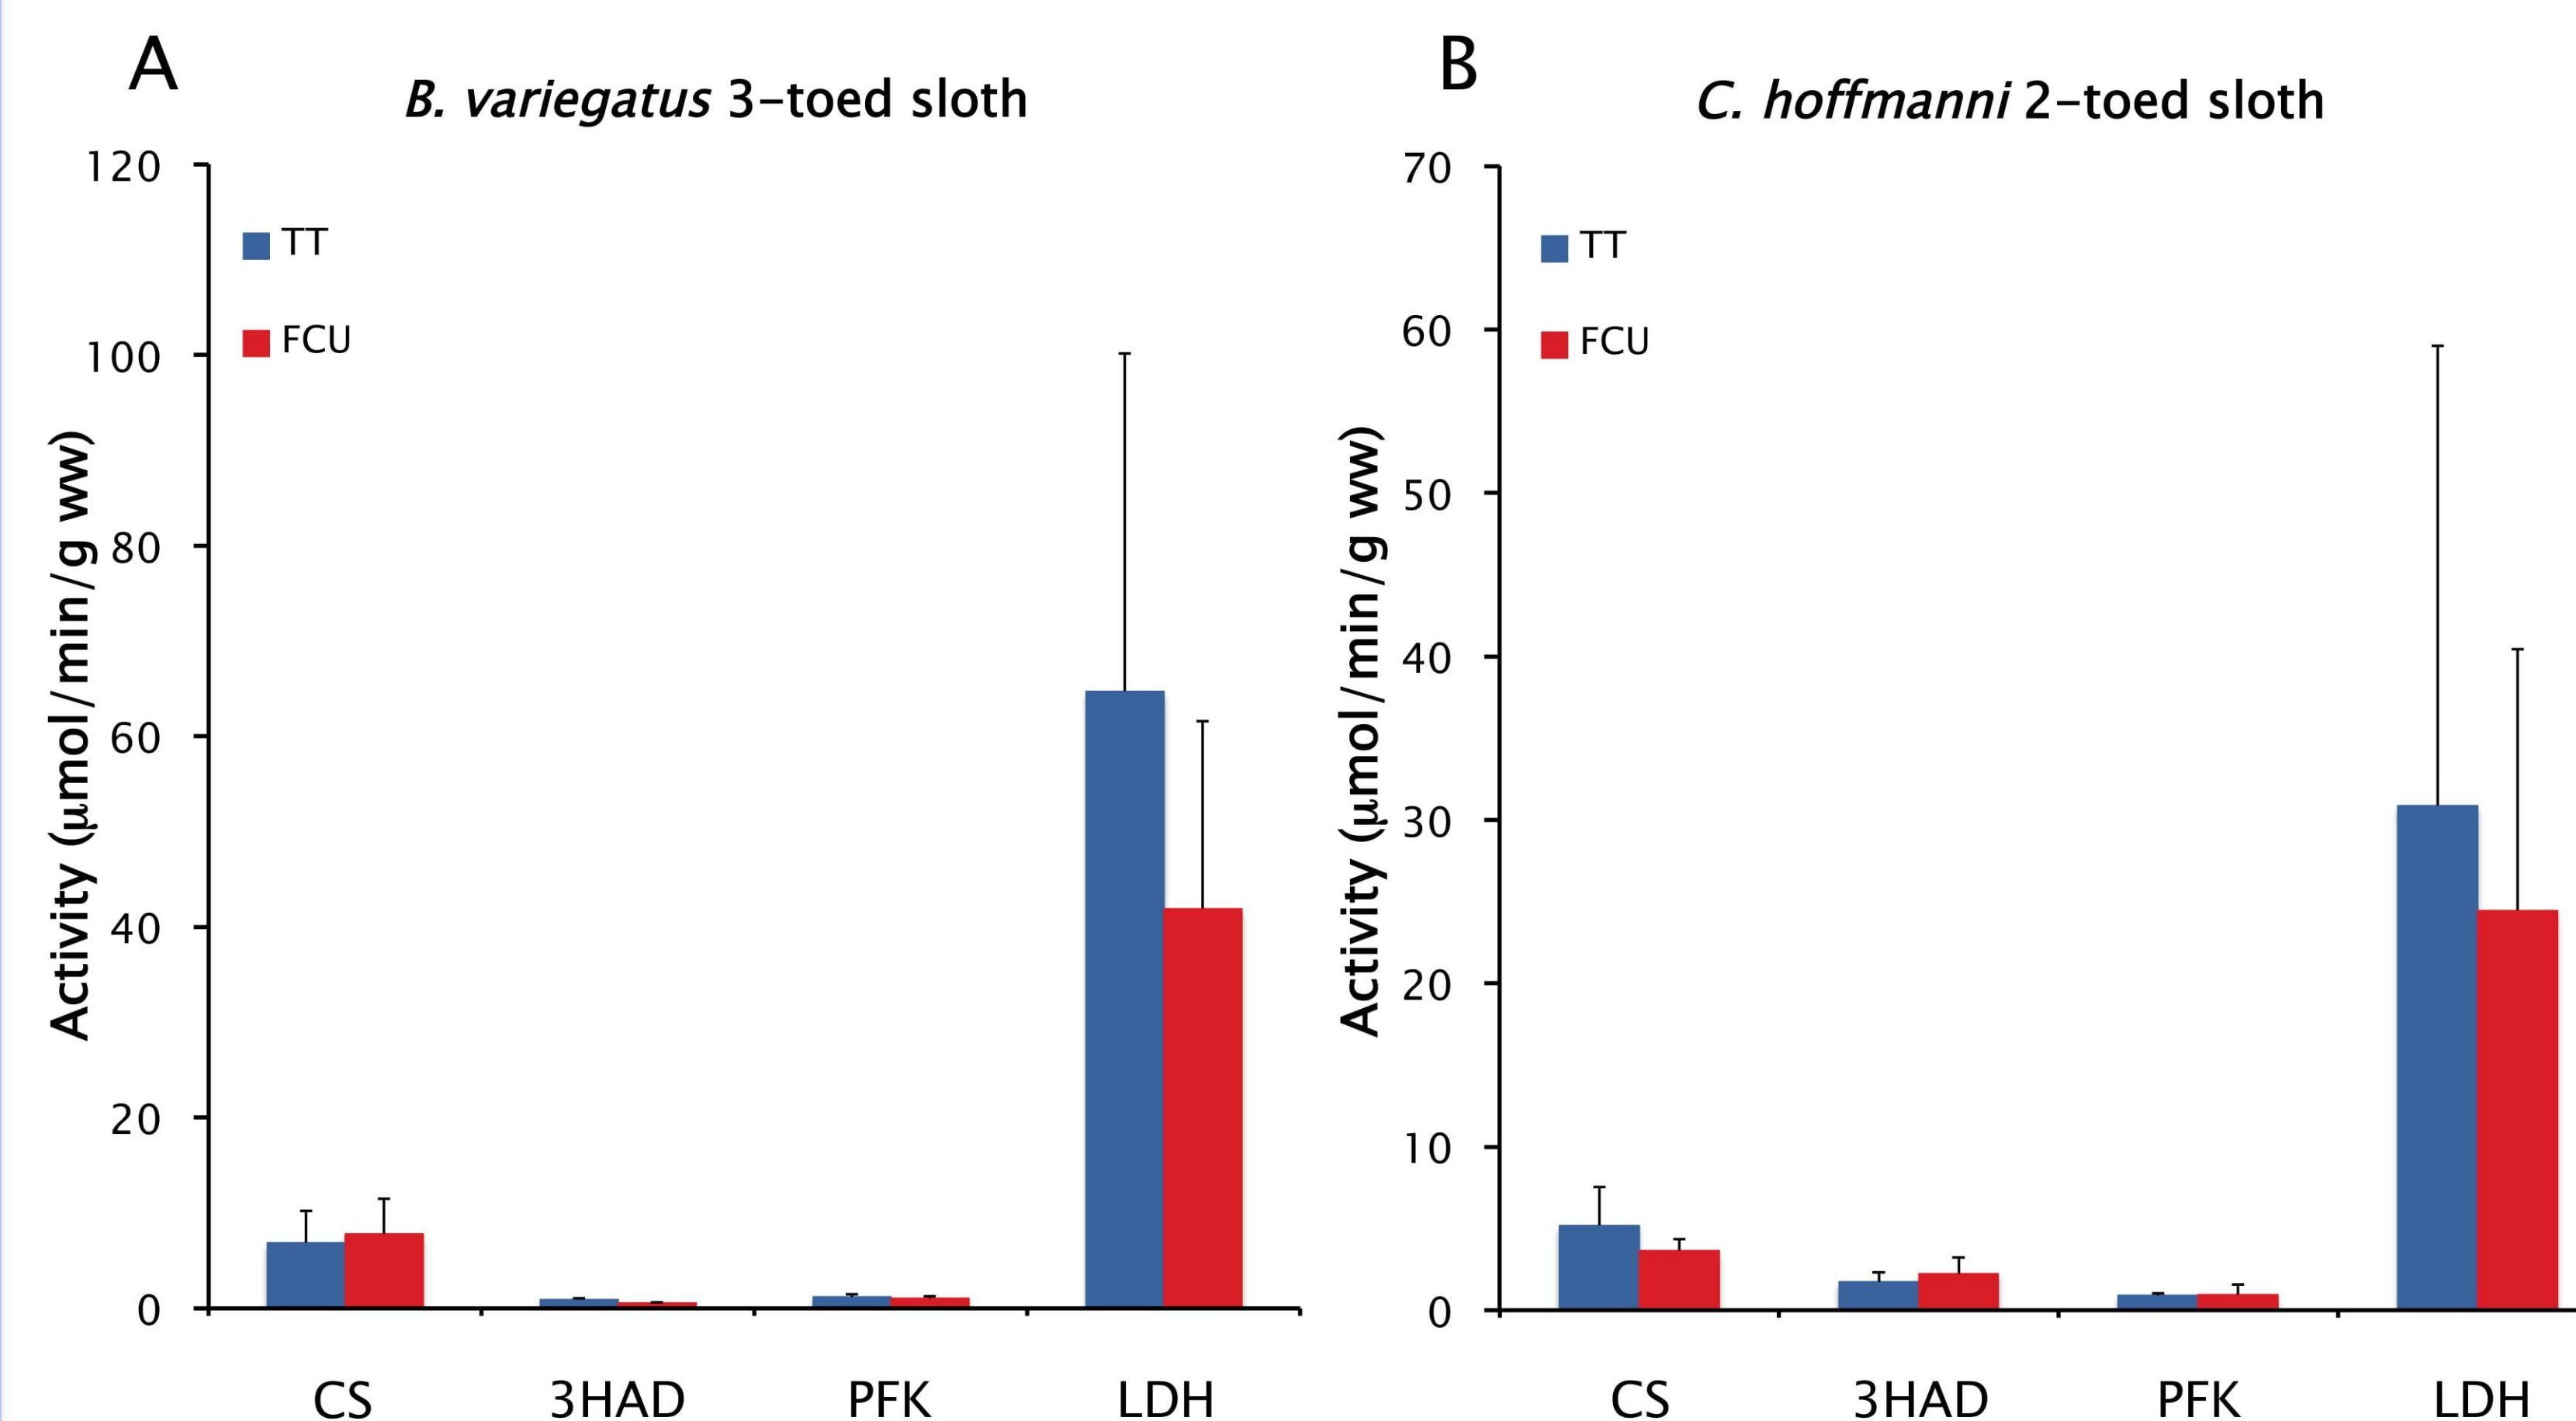 A
B. variegatus 3-toed sloth
120
100
80
60
40
20
0
Activity (μmol/min/g ww)
TT
FCU
CS 3HAD PFK LDH
B
C. hoffmanni 2-toed sloth
70
60
50
40
30
20
10
0
Activity (μmol/min/g ww)
TT
FCU
CS 3HAD PFK LDH